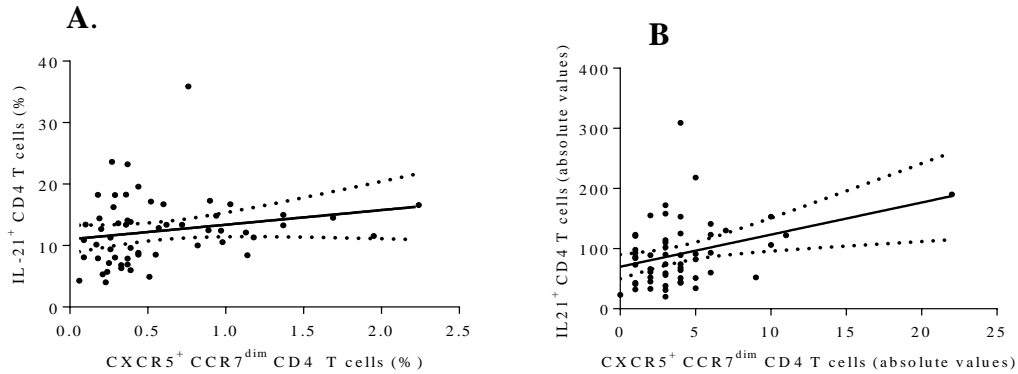 A.
IL-21+ CD4 T cells (%)
40
30
20
10
0
0.0 0.5 1.0 1.5 2.0 2.5
CXCR5+ CCR7dim CD4 T cells (%)
B
IL21+ CD4 T cells (absolute values)
400
300
200
100
0
0 5 10 15 20 25
CXCR5+ CCR7dim CD4 T cells (absolute values)